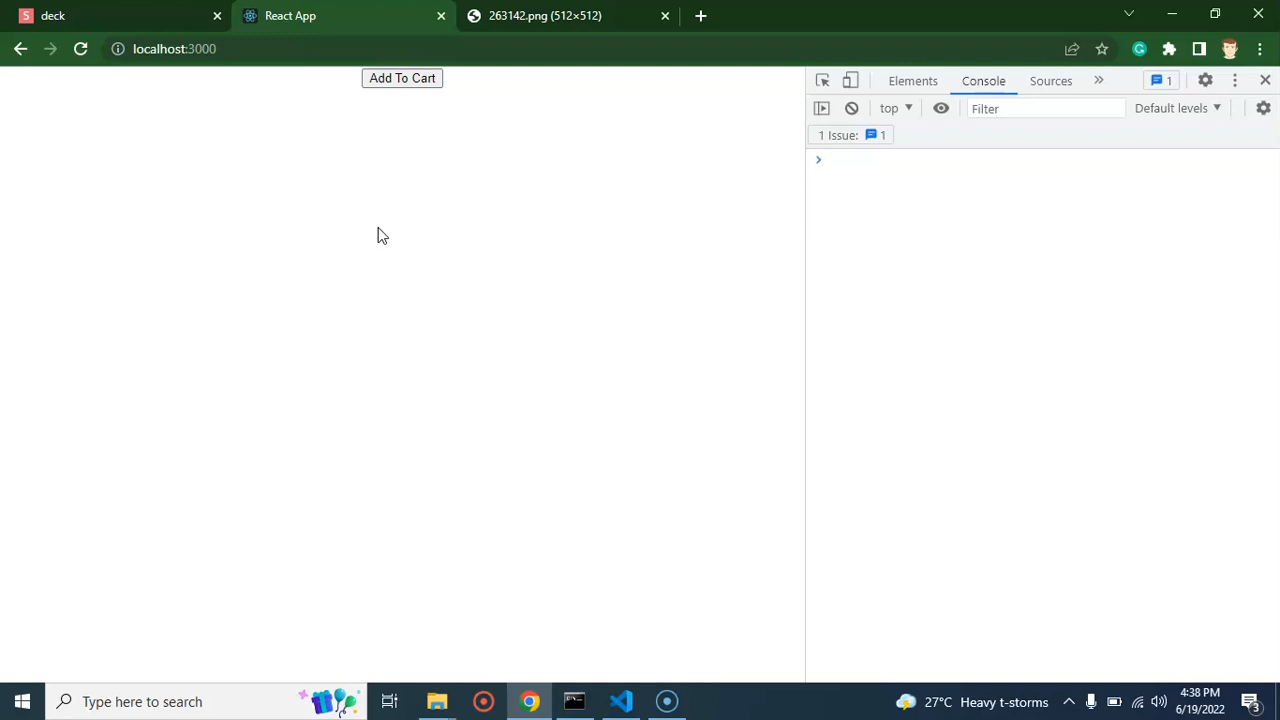 S deck
React App
263142.png (512×512)
localhost:3000
Add To Cart
Elements
Console
Sources
1
top
Filter
Default levels
1 Issue: 1
Type here to search
27°C Heavy t-storms
4:38 PM
6/19/2022
3